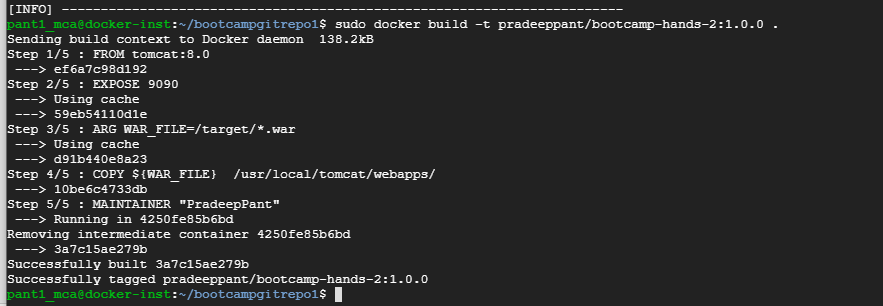 [INFO] ------------------------------------------------------------------------
pant1_mca@docker-inst:~/bootcampgitrepo1$ sudo docker build -t pradeeppant/bootcamp-hands-2:1.0.0 .
Sending build context to Docker daemon  138.2kB
Step 1/5 : FROM tomcat:8.0
 ---> ef6a7c98d192
Step 2/5 : EXPOSE 9090
 ---> Using cache
 ---> 59eb54110d1e
Step 3/5 : ARG WAR_FILE=/target/*.war
 ---> Using cache
 ---> d91b440e8a23
Step 4/5 : COPY ${WAR_FILE}  /usr/local/tomcat/webapps/
 ---> 10be6c4733db
Step 5/5 : MAINTAINER "PradeepPant"
 ---> Running in 4250fe85b6bd
Removing intermediate container 4250fe85b6bd
 ---> 3a7c15ae279b
Successfully built 3a7c15ae279b
Successfully tagged pradeeppant/bootcamp-hands-2:1.0.0
pant1_mca@docker-inst:~/bootcampgitrepo1$